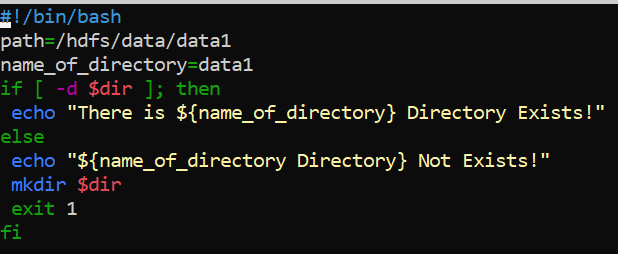 #!/bin/bash
path=/hdfs/data/data1
name_of_directory=data1
if [ -d $dir ]; then
 echo "There is ${name_of_directory} Directory Exists!"
else
 echo "${name_of_directory Directory} Not Exists!"
 mkdir $dir
 exit 1
fi